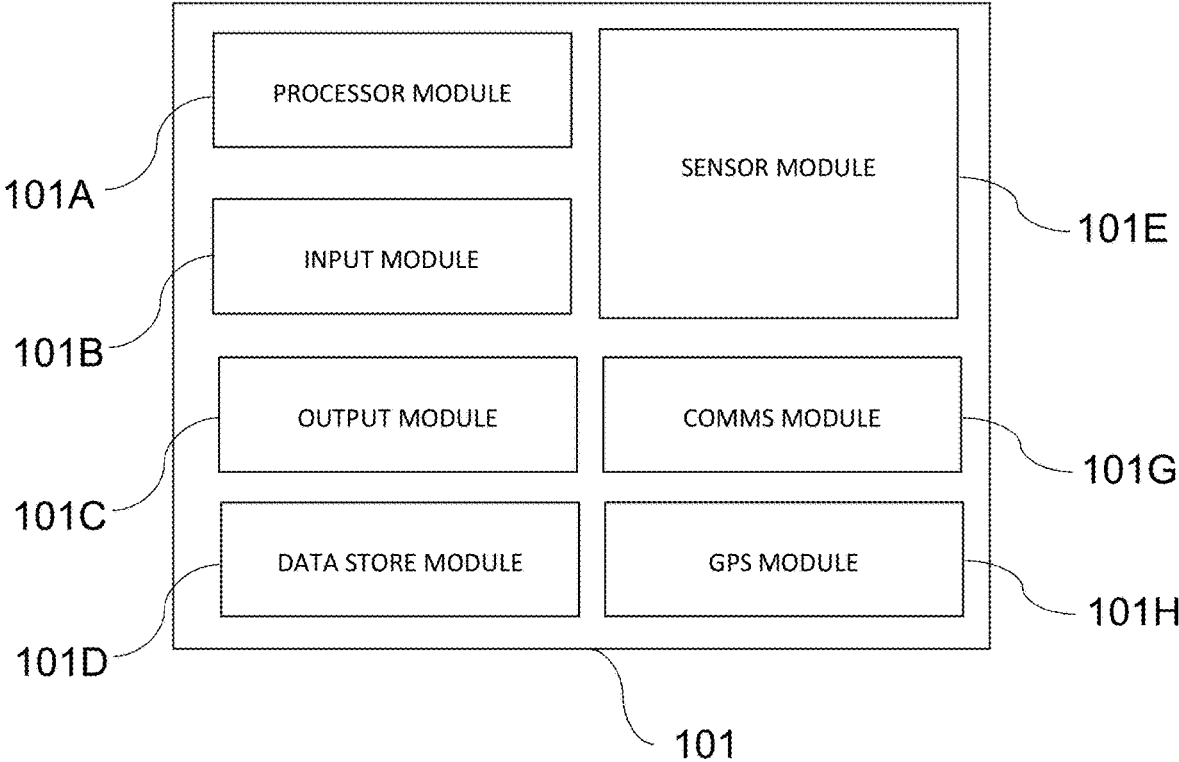 PROCESSOR MODULE
SENSOR MODULE
101A
101E
INPUT MODULE
101B
OUTPUT MODULE
COMMS MODULE
101G
101C
DATA STORE MODULE
GPS MODULE
101H
101D
101